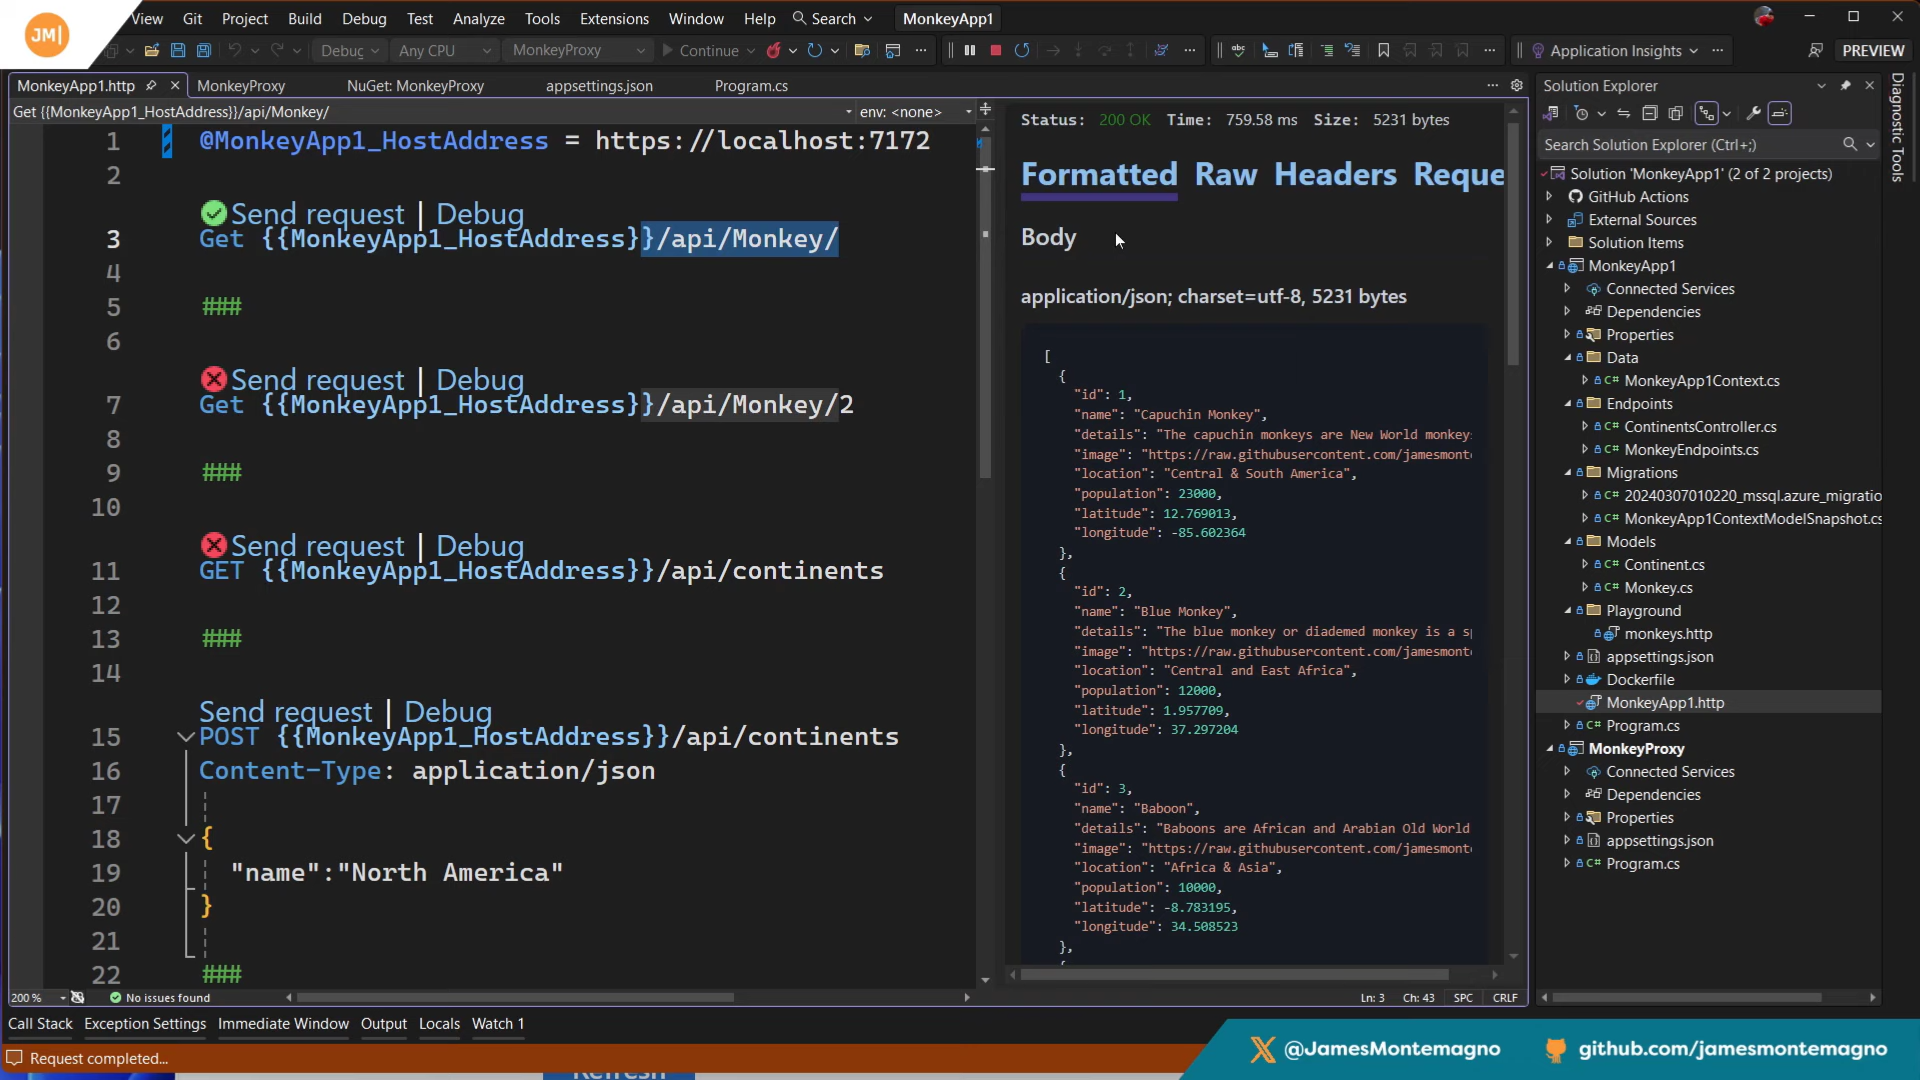 JM|
View Git Project Build Debug Test Analyze Tools Extensions Window Help Search MonkeyApp1
Debug Any CPU MonkeyProxy Continue Application Insights PREVIEW
MonkeyApp1.http MonkeyProxy NuGet: MonkeyProxy appsettings.json Program.cs
Get {{MonkeyApp1_HostAddress}}/api/Monkey/ env: <none>
1 @MonkeyApp1_HostAddress = https://localhost:7172
2
Send request | Debug
3 Get {{MonkeyApp1_HostAddress}}/api/Monkey/
4
5 ###
6
Send request | Debug
7 Get {{MonkeyApp1_HostAddress}}/api/Monkey/2
8
9 ###
10
Send request | Debug
11 GET {{MonkeyApp1_HostAddress}}/api/continents
12
13 ###
14
Send request | Debug
15 POST {{MonkeyApp1_HostAddress}}/api/continents
16 Content-Type: application/json
17
18 {
19 "name":"North America"
20 }
21
22 ###
200 % No issues found Ln: 3 Ch: 43 SPC CRLF
Status: 200 OK Time: 759.58 ms Size: 5231 bytes
Formatted Raw Headers Reque
Body
application/json; charset=utf-8, 5231 bytes
[
{
"id": 1,
"name": "Capuchin Monkey",
"details": "The capuchin monkeys are New World monkeys
"image": "https://raw.githubusercontent.com/jamesmont
"location": "Central & South America",
"population": 23000,
"latitude": 12.769013,
"longitude": -85.602364
},
{
"id": 2,
"name": "Blue Monkey",
"details": "The blue monkey or diademed monkey is a sp
"image": "https://raw.githubusercontent.com/jamesmont
"location": "Central and East Africa",
"population": 12000,
"latitude": 1.957709,
"longitude": 37.297204
},
{
"id": 3,
"name": "Baboon",
"details": "Baboons are African and Arabian Old World
"image": "https://raw.githubusercontent.com/jamesmont
"location": "Africa & Asia",
"population": 10000,
"latitude": -8.783195,
"longitude": 34.508523
},
Solution Explorer
Search Solution Explorer (Ctrl+;)
Solution 'MonkeyApp1' (2 of 2 projects)
GitHub Actions
External Sources
Solution Items
MonkeyApp1
Connected Services
Dependencies
Properties
Data
C# MonkeyApp1Context.cs
Endpoints
C# ContinentsController.cs
C# MonkeyEndpoints.cs
Migrations
C# 20240307010220_mssql.azure_migratio
C# MonkeyApp1ContextModelSnapshot.cs
Models
C# Continent.cs
C# Monkey.cs
Playground
monkeys.http
appsettings.json
Dockerfile
MonkeyApp1.http
C# Program.cs
MonkeyProxy
Connected Services
Dependencies
Properties
appsettings.json
C# Program.cs
Diagnostic Tools
Call Stack Exception Settings Immediate Window Output Locals Watch 1
Request completed...
Refresh
@JamesMontemagno github.com/jamesmontemagno